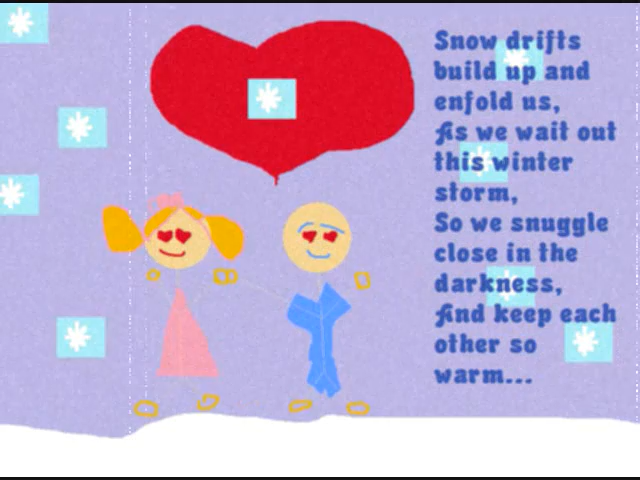 Snow drifts
build up and
enfold us,
As we wait out
this winter
storm,
So we snuggle
close in the
darkness,
And keep each
other so
warm...